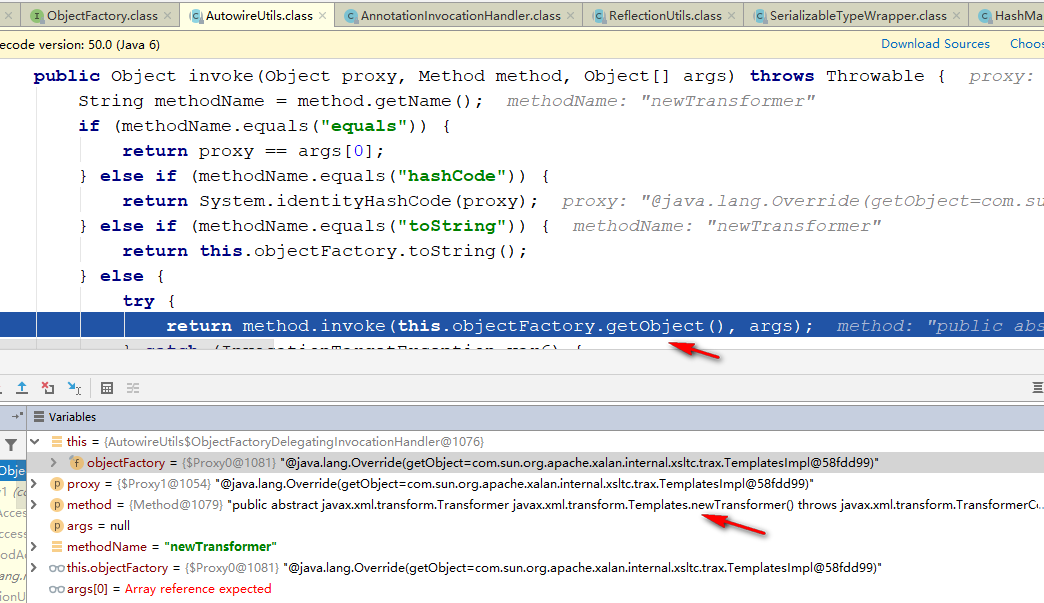 ObjectFactory.class AutowireUtils.class AnnotationInvocationHandler.class ReflectionUtils.class SerializableTypeWrapper.class HashMa
ecode version: 50.0 (Java 6) Download Sources Choos
public Object invoke(Object proxy, Method method, Object[] args) throws Throwable { proxy:
String methodName = method.getName(); methodName: "newTransformer"
if (methodName.equals("equals")) {
return proxy == args[0];
} else if (methodName.equals("hashCode")) {
return System.identityHashCode(proxy); proxy: "@java.lang.Override(getObject=com.su
} else if (methodName.equals("toString")) { methodName: "newTransformer"
return this.objectFactory.toString();
} else {
try {
return method.invoke(this.objectFactory.getObject(), args); method: "public abs
} catch (InvocationTargetException var6) {
Variables
this = {AutowireUtils$ObjectFactoryDelegatingInvocationHandler@1076}
Obje
objectFactory = {$Proxy0@1081} "@java.lang.Override(getObject=com.sun.org.apache.xalan.internal.xsltc.trax.TemplatesImpl@58fdd99)"
proxy = {$Proxy1@1054} "@java.lang.Override(getObject=com.sun.org.apache.xalan.internal.xsltc.trax.TemplatesImpl@58fdd99)"
method = {Method@1079} "public abstract javax.xml.transform.Transformer javax.xml.transform.Templates.newTransformer() throws javax.xml.transform.TransformerCo...
args = null
methodName = "newTransformer"
this.objectFactory = {$Proxy0@1081} "@java.lang.Override(getObject=com.sun.org.apache.xalan.internal.xsltc.trax.TemplatesImpl@58fdd99)"
args[0] = Array reference expected